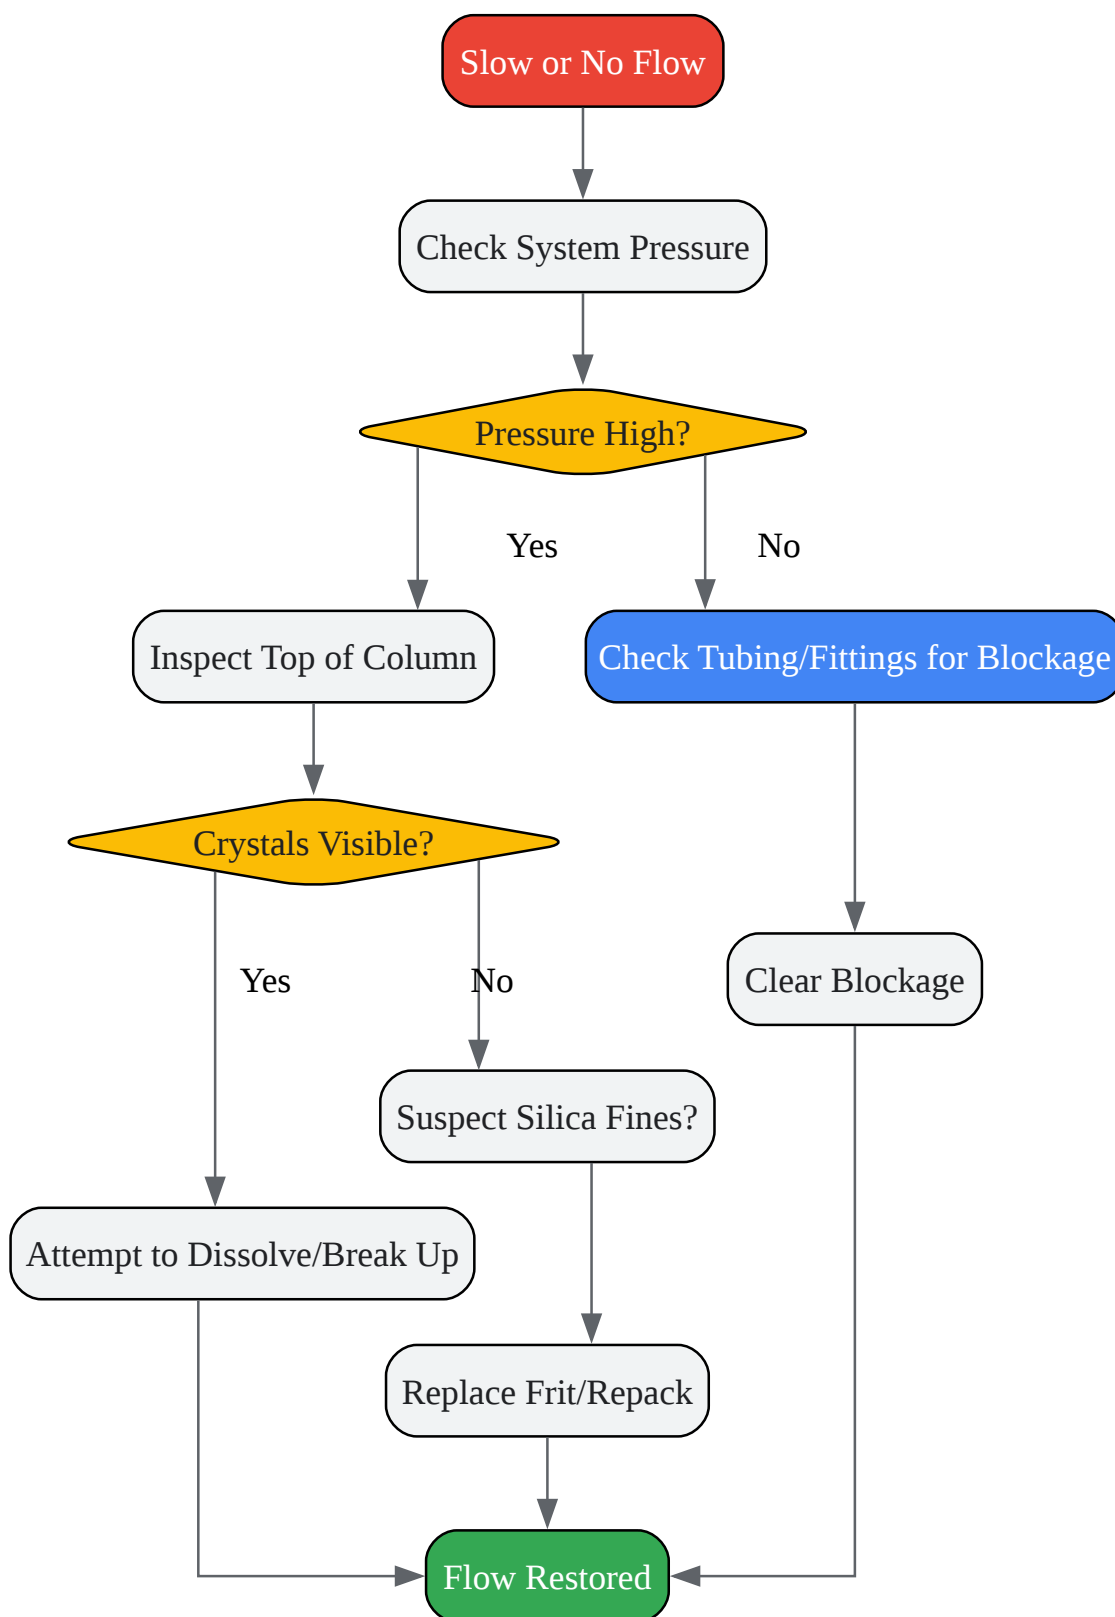 Slow or No Flow
Check System Pressure
Pressure High?
Yes
No
Inspect Top of Column
Check Tubing/Fittings for Blockage
Crystals Visible?
Yes
No
Clear Blockage
Suspect Silica Fines?
Attempt to Dissolve/Break Up
Replace Frit/Repack
Flow Restored